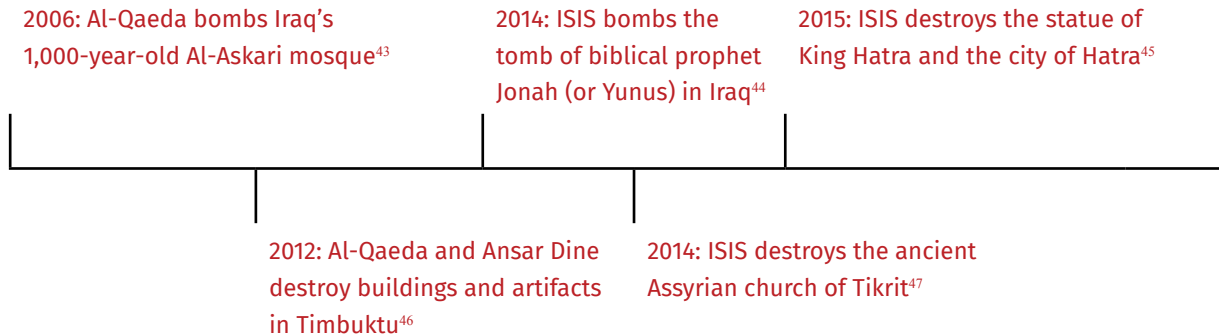 2006: Al-Qaeda bombs Iraq’s
1,000-year-old Al-Askari mosque⁴³
2014: ISIS bombs the
tomb of biblical prophet
Jonah (or Yunus) in Iraq⁴⁴
2015: ISIS destroys the statue of
King Hatra and the city of Hatra⁴⁵
2012: Al-Qaeda and Ansar Dine
destroy buildings and artifacts
in Timbuktu⁴⁶
2014: ISIS destroys the ancient
Assyrian church of Tikrit⁴⁷